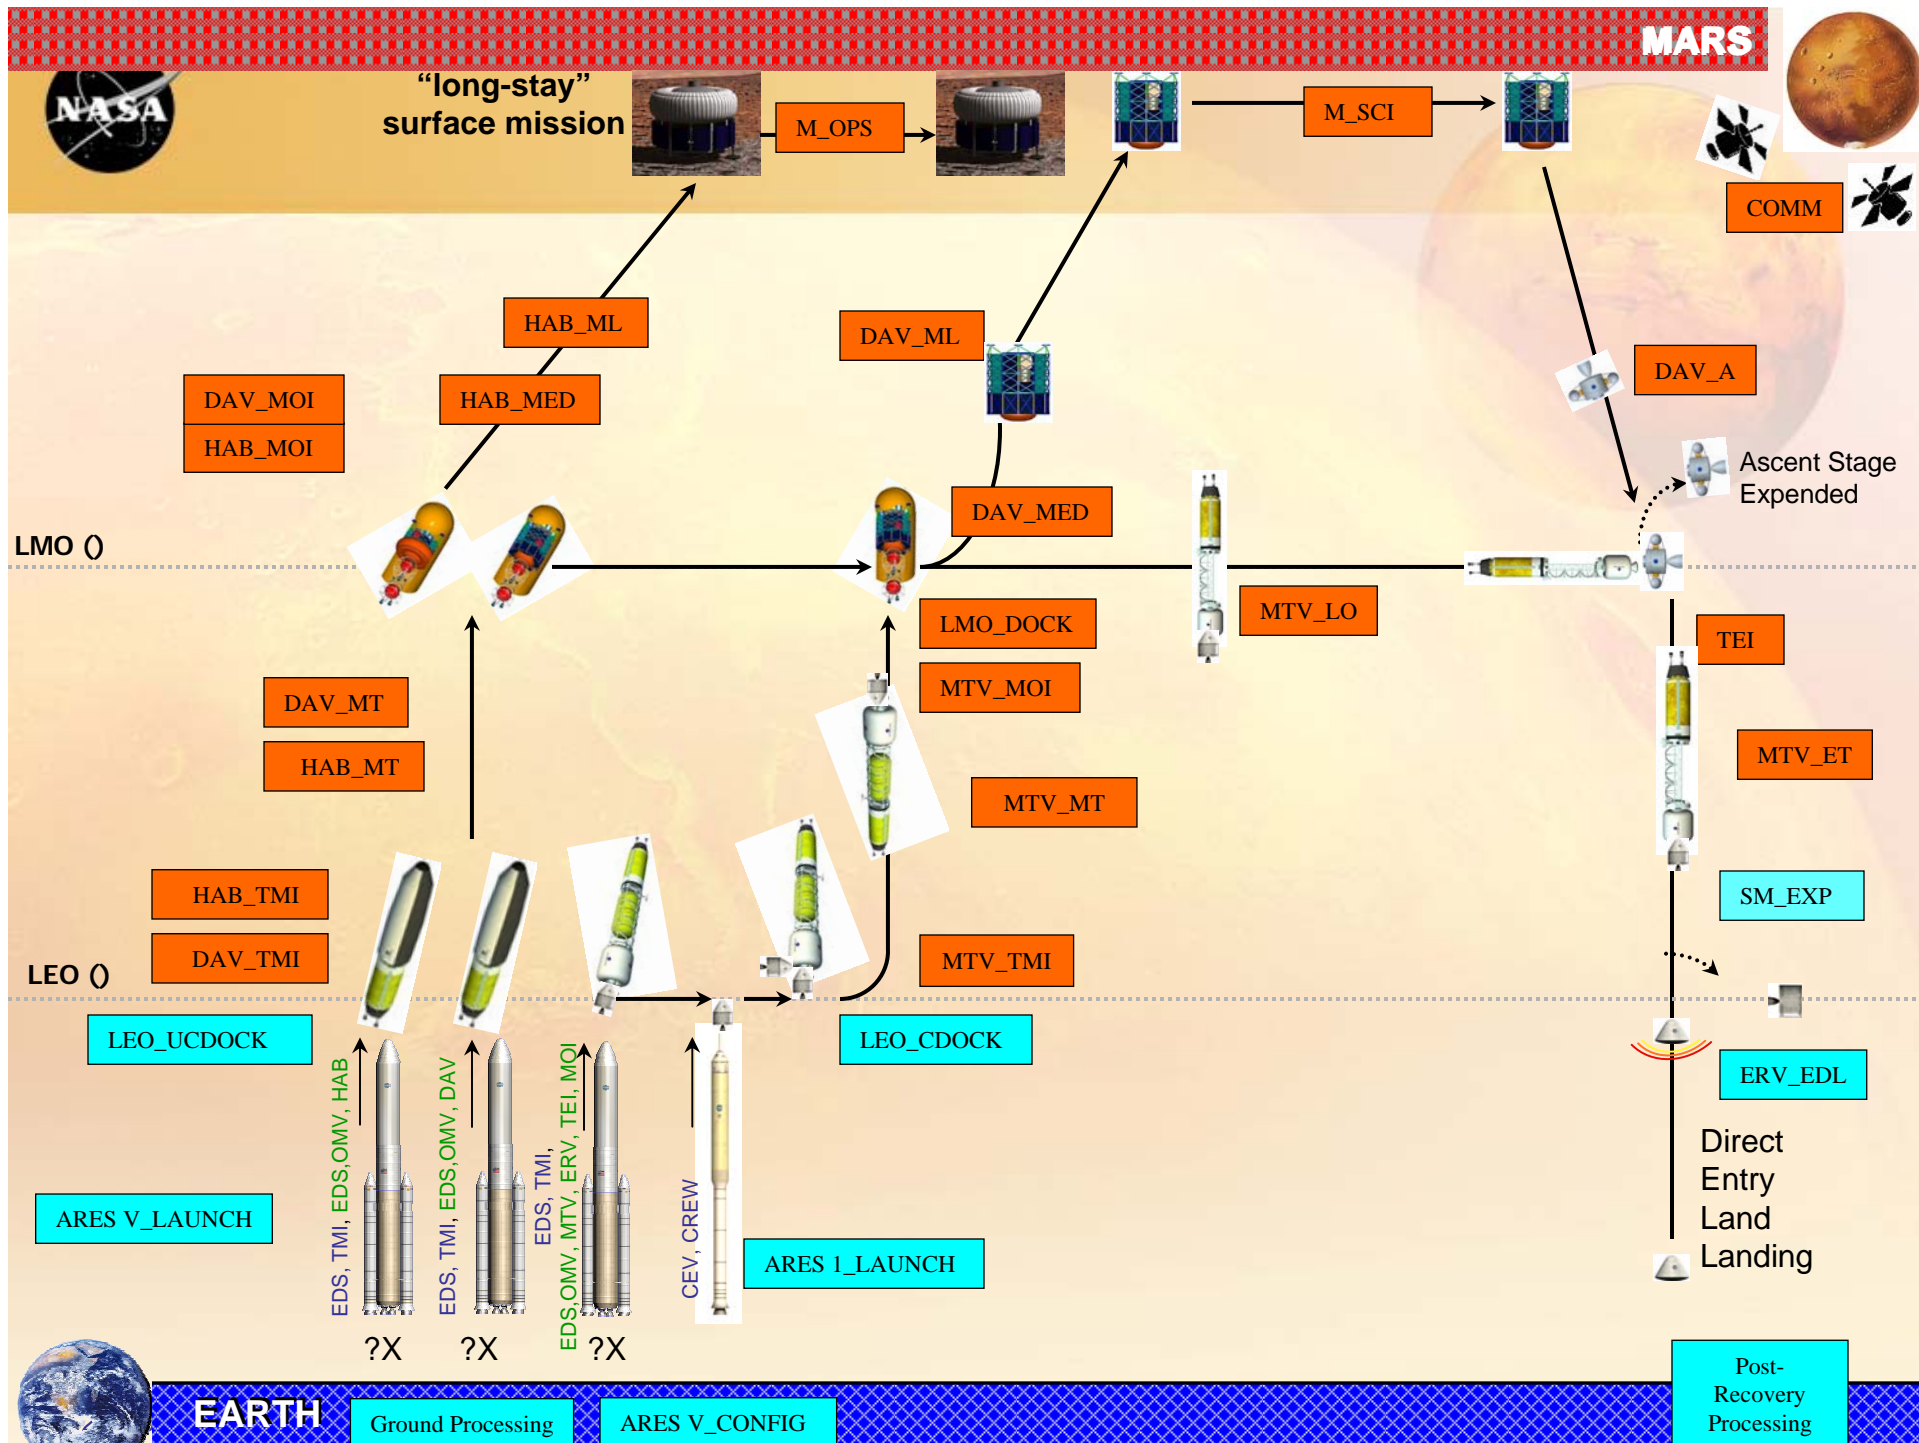 MARS
NASA
“long-stay”
surface mission
M_OPS
M_SCI
COMM
HAB_ML
DAV_ML
DAV_A
DAV_MOI
HAB_MED
HAB_MOI
Ascent Stage
Expended
DAV_MED
LMO ()
LMO_DOCK
MTV_LO
TEI
DAV_MT
MTV_MOI
HAB_MT
MTV_MT
MTV_ET
HAB_TMI
SM_EXP
DAV_TMI
MTV_TMI
LEO ()
LEO_UCDOCK
LEO_CDOCK
ERV_EDL
EDS, TMI, EDS,OMV, HAB
EDS, TMI, EDS,OMV, DAV
EDS, TMI,
EDS,OMV, MTV, ERV, TEI, MOI
CEV, CREW
Direct
Entry
Land
Landing
ARES V_LAUNCH
ARES 1_LAUNCH
?X
?X
?X
EARTH
Ground Processing
ARES V_CONFIG
Post-
Recovery
Processing